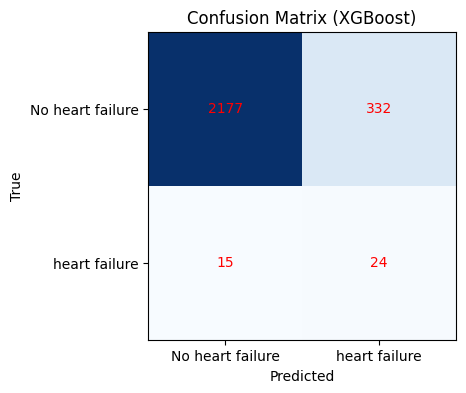 Confusion Matrix (XGBoost)
True
No heart failure
2177 332
heart failure
15 24
No heart failure heart failure
Predicted